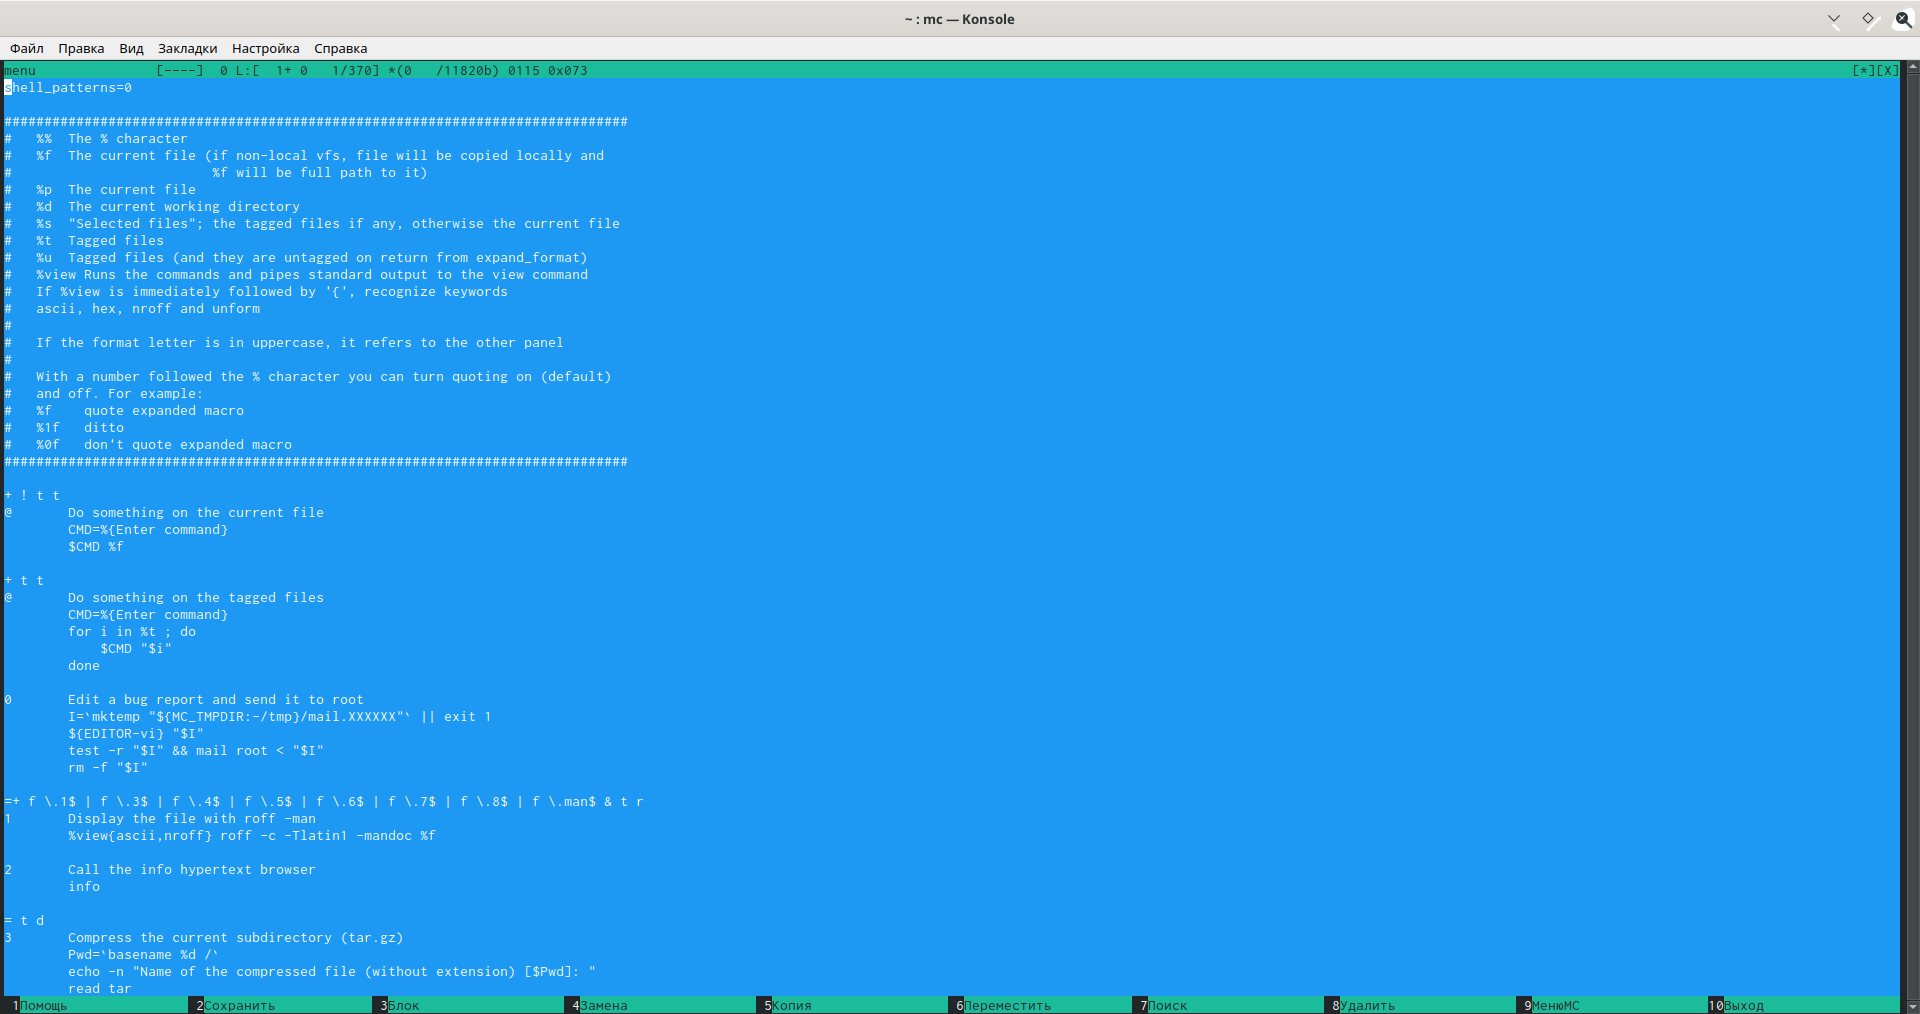 ~ : mc — Konsole
Файл Правка Вид Закладки Настройка Справка
menu [----] 0 L:[ 1+ 0 1/370] *(0 /11820b) 0115 0x073 [*][X]
shell_patterns=0
##############################################################################
# %% The % character
# %f The current file (if non-local vfs, file will be copied locally and
# %f will be full path to it)
# %p The current file
# %d The current working directory
# %s "Selected files"; the tagged files if any, otherwise the current file
# %t Tagged files
# %u Tagged files (and they are untagged on return from expand_format)
# %view Runs the commands and pipes standard output to the view command
# If %view is immediately followed by '{', recognize keywords
# ascii, hex, nroff and unform
#
# If the format letter is in uppercase, it refers to the other panel
#
# With a number followed the % character you can turn quoting on (default)
# and off. For example:
# %f quote expanded macro
# %1f ditto
# %0f don't quote expanded macro
##############################################################################
+ ! t t
@ Do something on the current file
CMD=%{Enter command}
$CMD %f
+ t t
@ Do something on the tagged files
CMD=%{Enter command}
for i in %t ; do
$CMD "$i"
done
0 Edit a bug report and send it to root
I=`mktemp "${MC_TMPDIR:-/tmp}/mail.XXXXXX"` || exit 1
${EDITOR-vi} "$I"
test -r "$I" && mail root < "$I"
rm -f "$I"
=+ f \.1$ | f \.3$ | f \.4$ | f \.5$ | f \.6$ | f \.7$ | f \.8$ | f \.man$ & t r
1 Display the file with roff -man
%view{ascii,nroff} roff -c -Tlatin1 -mandoc %f
2 Call the info hypertext browser
info
= t d
3 Compress the current subdirectory (tar.gz)
Pwd=`basename %d /`
echo -n "Name of the compressed file (without extension) [$Pwd]: "
read tar
1Помощь 2Сохранить 3Блок 4Замена 5Копия 6Переместить 7Поиск 8Удалить 9МенюМС 10Выход